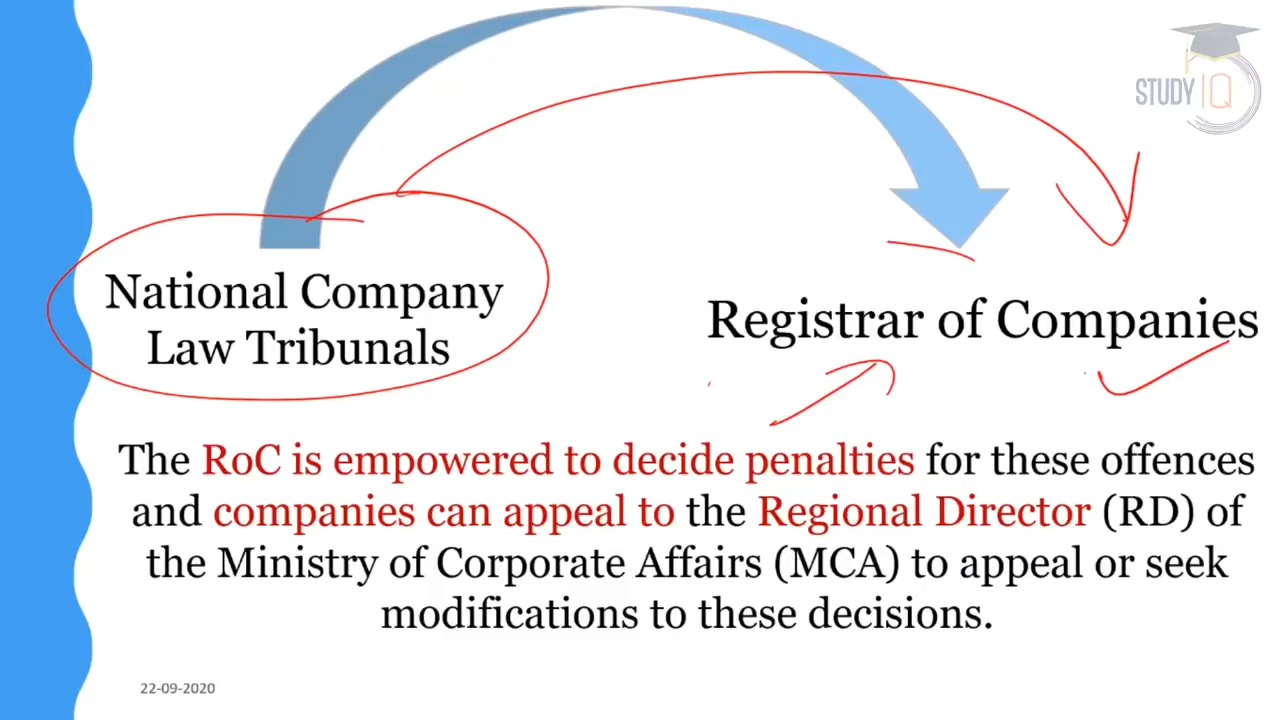 STUDY IQ
National Company
Law Tribunals
Registrar of Companies
The RoC is empowered to decide penalties for these offences
and companies can appeal to the Regional Director (RD) of
the Ministry of Corporate Affairs (MCA) to appeal or seek
modifications to these decisions.
22-09-2020